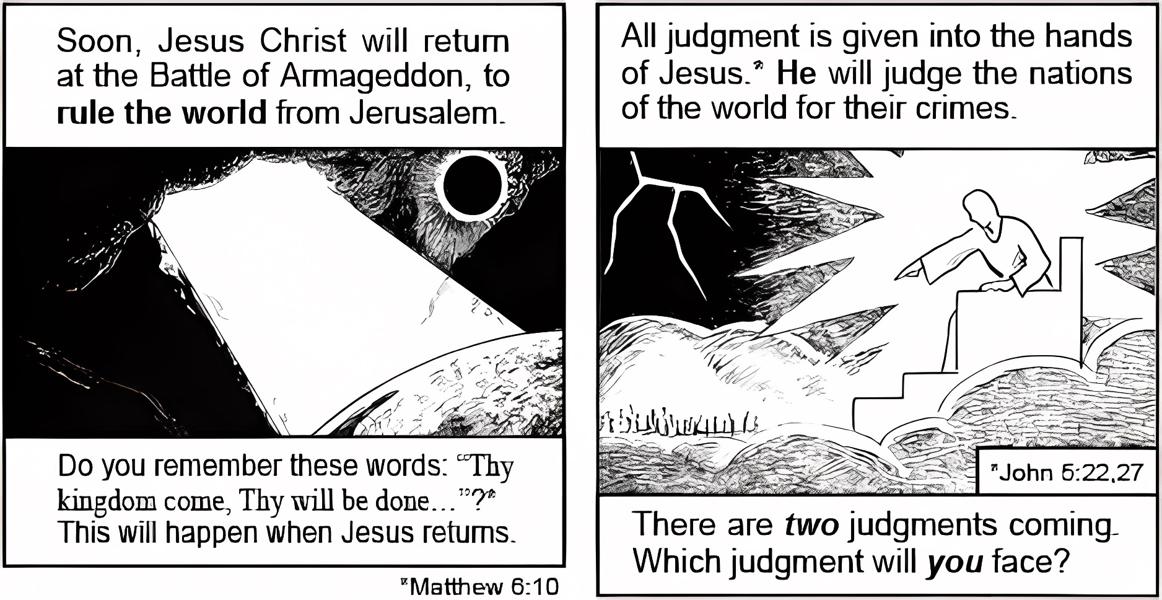 Soon, Jesus Christ will return
at the Battle of Armageddon, to
rule the world from Jerusalem.
Do you remember these words: “Thy
kingdom come, Thy will be done...”?*
This will happen when Jesus returns.
*Matthew 6:10
All judgment is given into the hands
of Jesus.* He will judge the nations
of the world for their crimes.
*John 5:22,27
There are two judgments coming.
Which judgment will you face?